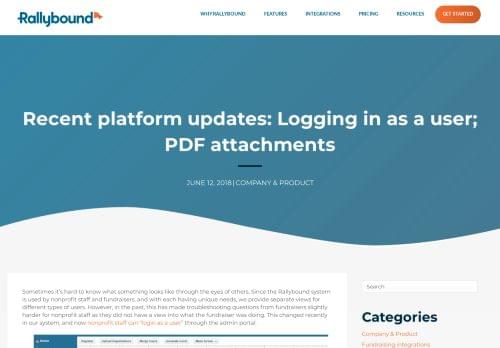 Rallybound
WHY RALLYBOUND
FEATURES
INTEGRATIONS
PRICING
RESOURCES
GET STARTED
Recent platform updates: Logging in as a user;
PDF attachments
JUNE 12, 2018 | COMPANY & PRODUCT
Sometimes it's hard to know what something looks like through the eyes of others. Since the Rallybound system
is used by nonprofit staff and fundraisers, and with each having unique needs, we provide separate views for
different types of users. However, in the past, this has made troubleshooting questions from fundraisers slightly
harder for nonprofit staff as they did not have a view into what the fundraiser was doing. This changed recently
in our system, and now nonprofit staff can "login as a user" through the admin portal:
Search
Categories
Company & Product
Fundraising integrations